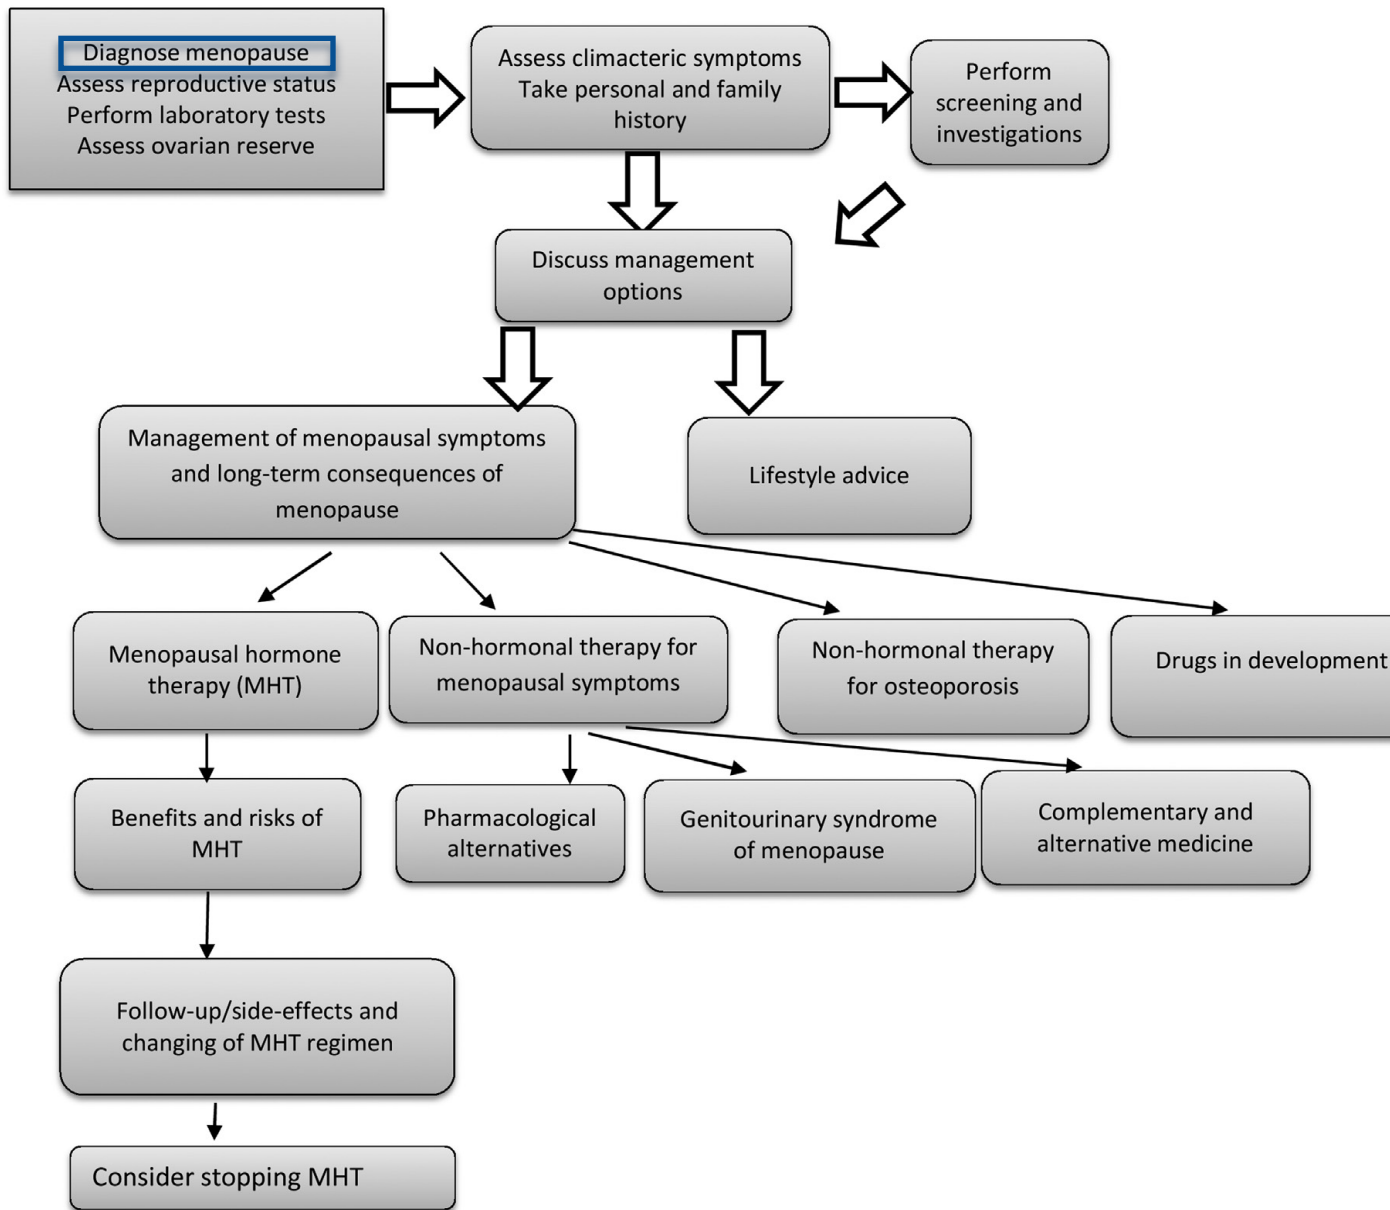 Diagnose menopause
Assess reproductive status
Perform laboratory tests
Assess ovarian reserve
Assess climacteric symptoms
Take personal and family
history
Perform
screening and
investigations
Discuss management
options
Management of menopausal symptoms
and long-term consequences of
menopause
Lifestyle advice
Menopausal hormone
therapy (MHT)
Non-hormonal therapy for
menopausal symptoms
Non-hormonal therapy
for osteoporosis
Drugs in development
Benefits and risks of
MHT
Pharmacological
alternatives
Genitourinary syndrome
of menopause
Complementary and
alternative medicine
Follow-up/side-effects and
changing of MHT regimen
Consider stopping MHT